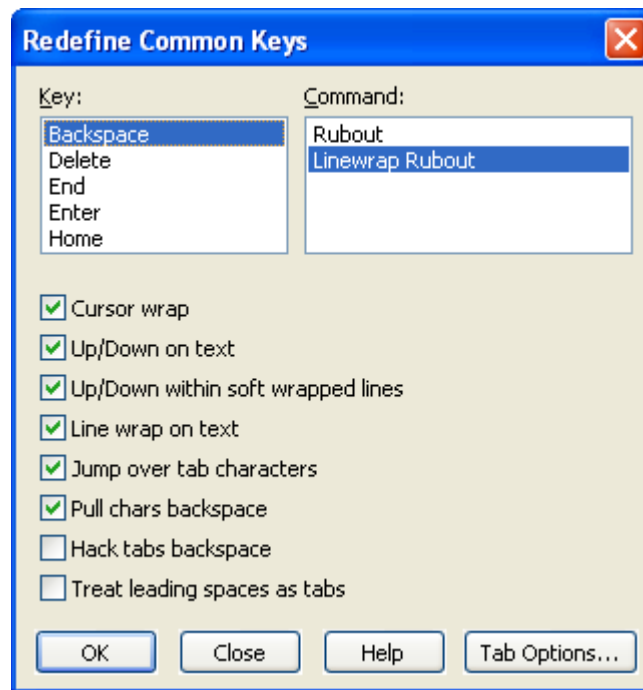 Redefine Common Keys
Key:
Command:
Backspace
Delete
End
Enter
Home
Rubout
Linewrap Rubout
Cursor wrap
Up/Down on text
Up/Down within soft wrapped lines
Line wrap on text
Jump over tab characters
Pull chars backspace
Hack tabs backspace
Treat leading spaces as tabs
OK
Close
Help
Tab Options...